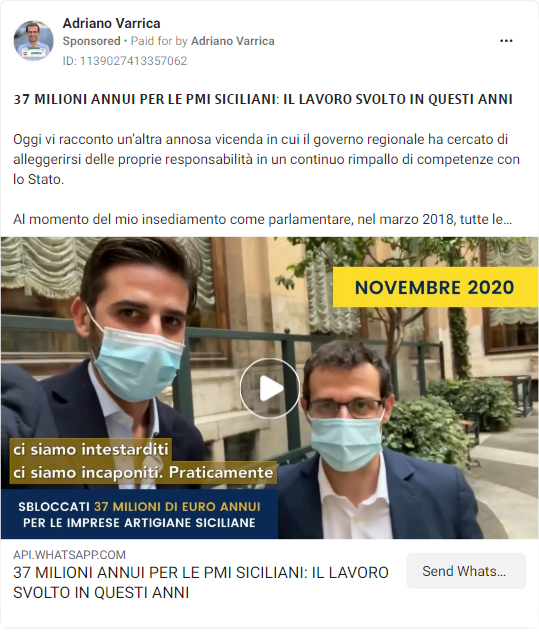 Adriano Varrica
Sponsored • Paid for by Adriano Varrica
ID: 1139027413357062
37 MILIONI ANNUI PER LE PMI SICILIANI: IL LAVORO SVOLTO IN QUESTI ANNI
Oggi vi racconto un’altra annosa vicenda in cui il governo regionale ha cercato di
alleggerirsi delle proprie responsabilità in un continuo rimpallo di competenze con
lo Stato.
Al momento del mio insediamento come parlamentare, nel marzo 2018, tutte le...
NOVEMBRE 2020
ci siamo intestarditi
ci siamo incaponiti. Praticamente
SBLOCCATI 37 MILIONI DI EURO ANNUI
PER LE IMPRESE ARTIGIANE SICILIANE
API.WHATSAPP.COM
37 MILIONI ANNUI PER LE PMI SICILIANI: IL LAVORO
SVOLTO IN QUESTI ANNI
Send Whats...